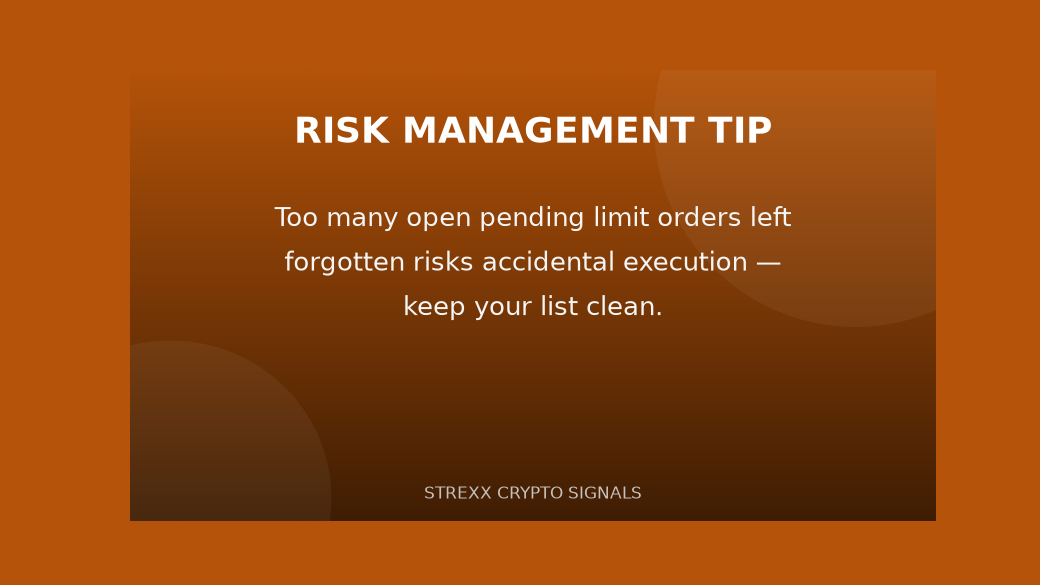 RISK MANAGEMENT TIP
Too many open pending limit orders left
forgotten risks accidental execution —
keep your list clean.
STREXX CRYPTO SIGNALS